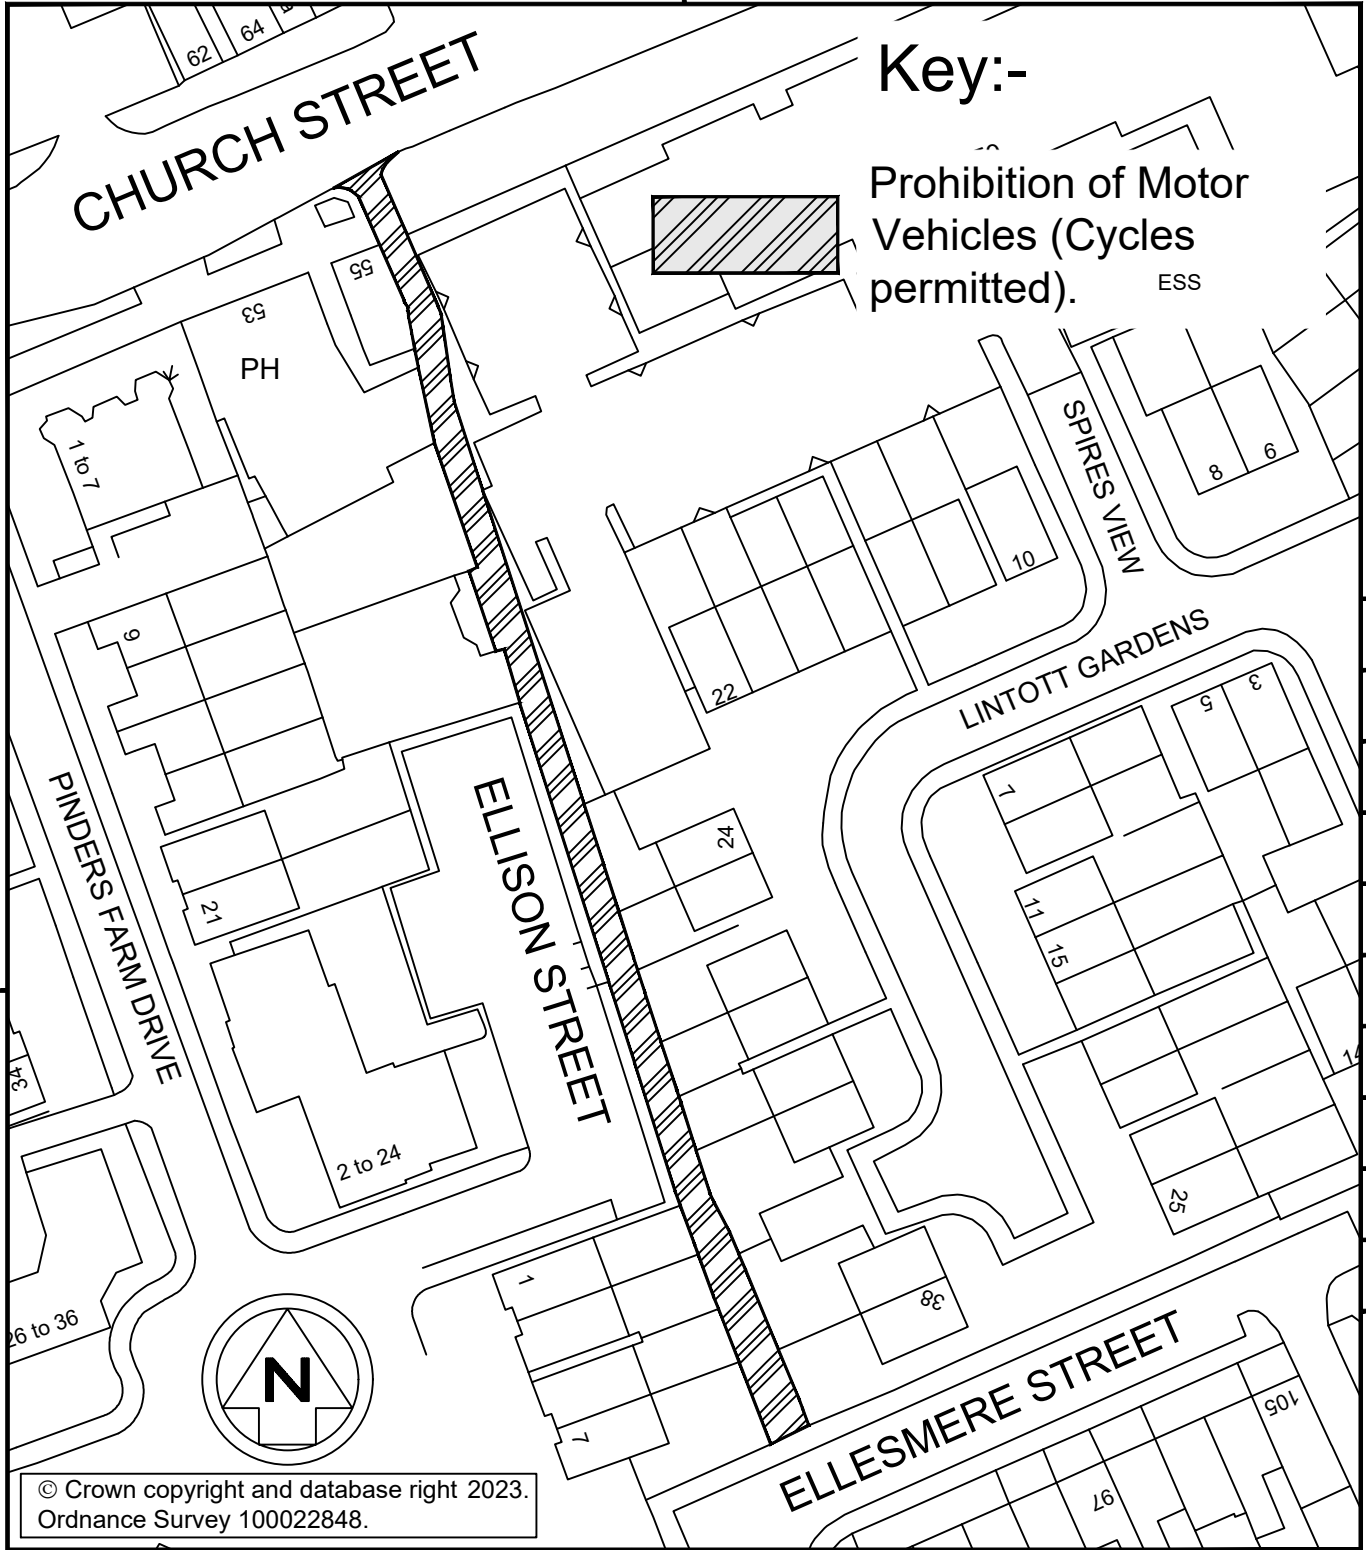 62
64
CHURCH STREET
Key:-
Prohibition of Motor
Vehicles (Cycles
permitted).
ESS
55
53
PH
1 to 7
9
SPIRES VIEW
8
6
10
22
LINTOTT GARDENS
3
5
7
11
15
24
ELLISON STREET
PINDERS FARM DRIVE
21
34
2 to 24
14
25
1
7
38
26 to 36
N
ELLESMERE STREET
105
97
© Crown copyright and database right 2023.
Ordnance Survey 100022848.